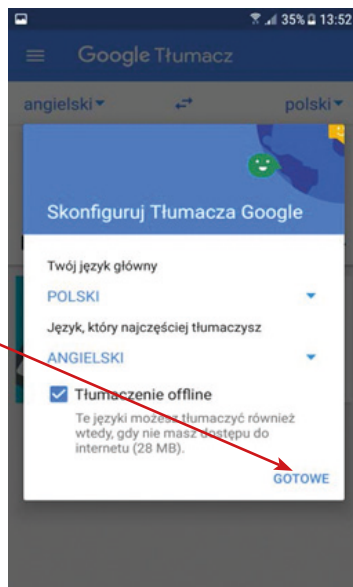 35% 13:52
Google Tłumacz
angielski polski
Skonfiguruj Tłumacza Google
Twój język główny
POLSKI
Język, który najczęściej tłumaczysz
ANGIELSKI
Tłumaczenie offline
Te języki możesz tłumaczyć również
wtedy, gdy nie masz dostępu do
internetu (28 MB).
GOTOWE